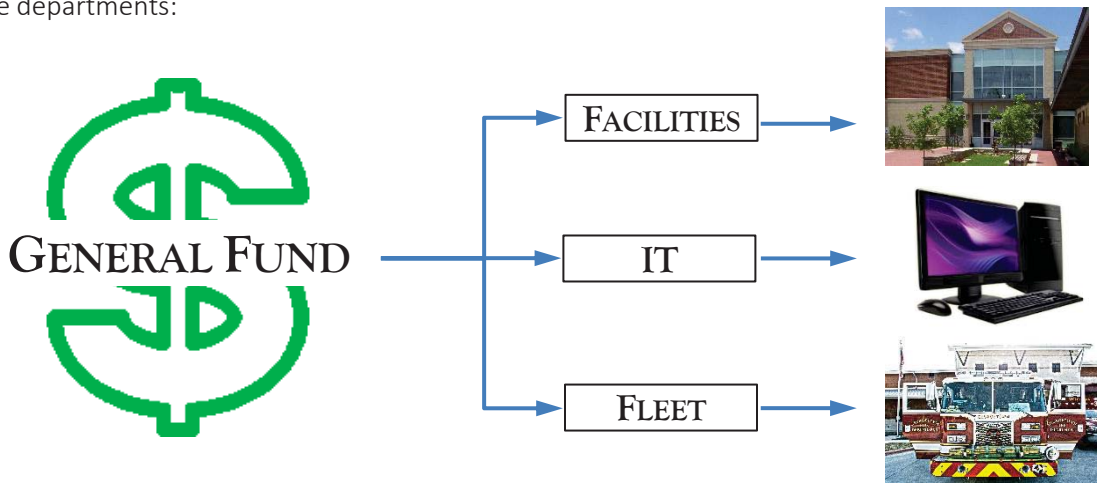 e departments:
FACILITIES
GENERAL FUND
IT
FLEET